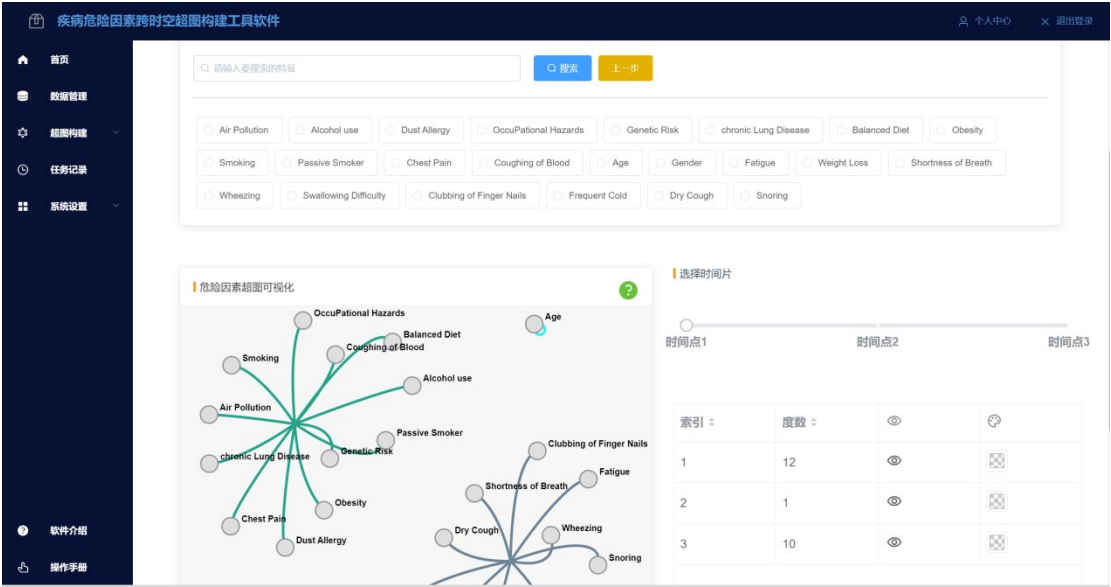 疾病危险因素跨时空超图构建工具软件
个人中心
退出登录
首页
数据管理
超图构建
任务记录
系统设置
软件介绍
操作手册
请输入要搜索的特征
搜索
上一步
Air Pollution Alcohol use Dust Allergy OccuPational Hazards Genetic Risk chronic Lung Disease Balanced Diet Obesity
Smoking Passive Smoker Chest Pain Coughing of Blood Age Gender Fatigue Weight Loss Shortness of Breath
Wheezing Swallowing Difficulty Clubbing of Finger Nails Frequent Cold Dry Cough Snoring
危险因素超图可视化
?
OccuPational Hazards
Age
Balanced Diet
Coughing of Blood
Smoking
Alcohol use
Air Pollution
Passive Smoker
Genetic Risk
chronic Lung Disease
Obesity
Chest Pain
Dust Allergy
Clubbing of Finger Nails
Fatigue
Shortness of Breath
Dry Cough
Wheezing
Snoring
选择时间片
时间点1 时间点2 时间点3
索引 度数
1 12
2 1
3 10